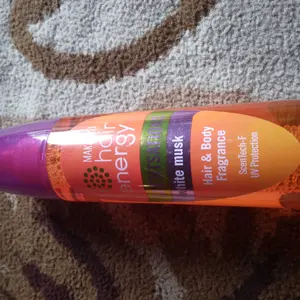 hair
energy
white musk
Hair & Body
Fragrance
ScenTech-F
UV Protection